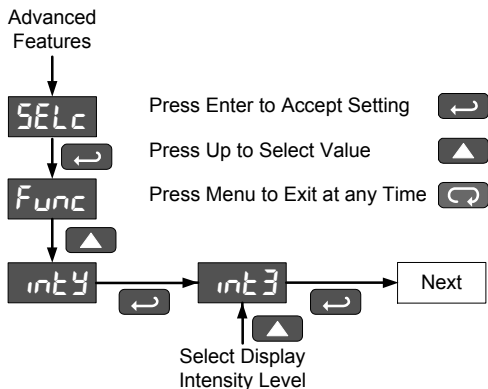 Advanced
Features
SELc
Press Enter to Accept Setting
Press Up to Select Value
Func
Press Menu to Exit at any Time
intY
int3
Next
Select Display
Intensity Level